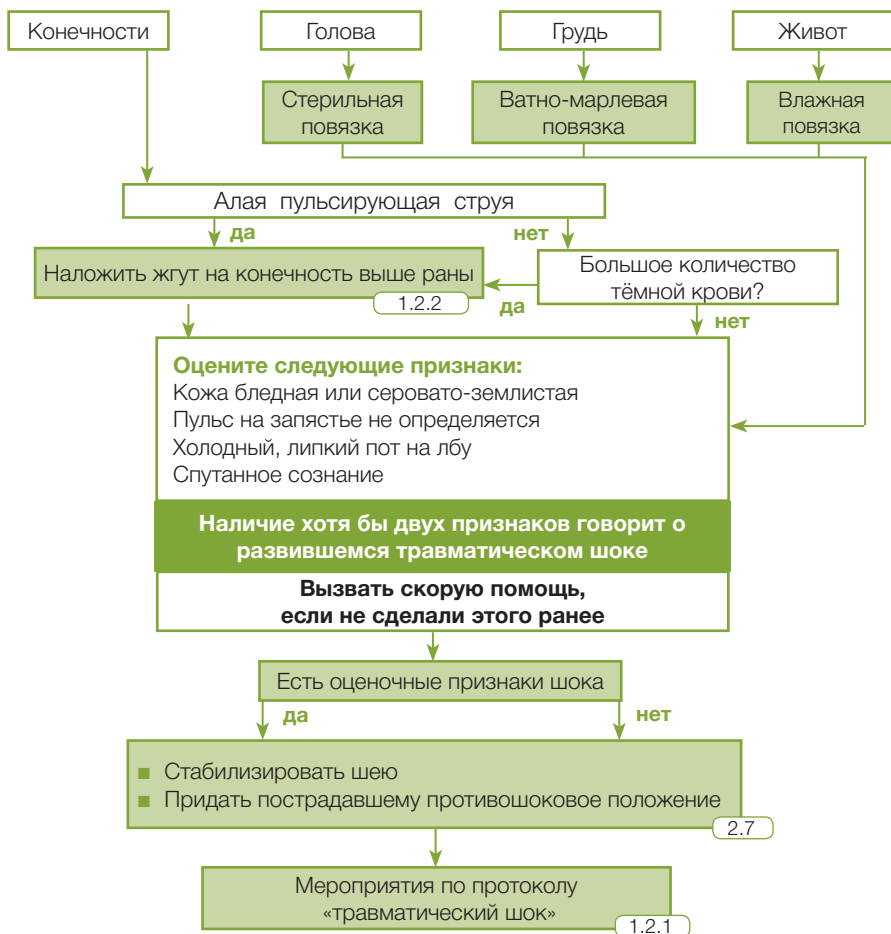 Конечности
Голова
Грудь
Живот
Стерильная
повязка
Ватно-марлевая
повязка
Влажная
повязка
Алая пульсирующая струя
да
нет
Наложить жгут на конечность выше раны
1.2.2
Большое количество
тёмной крови?
да
нет
Оцените следующие признаки:
Кожа бледная или серовато-землистая
Пульс на запястье не определяется
Холодный, липкий пот на лбу
Спутанное сознание
Наличие хотя бы двух признаков говорит о
развившемся травматическом шоке
Вызвать скорую помощь,
если не сделали этого ранее
Есть оценочные признаки шока
да
нет
Стабилизировать шею
Придать пострадавшему противошоковое положение
2.7
Мероприятия по протоколу
«травматический шок»
1.2.1